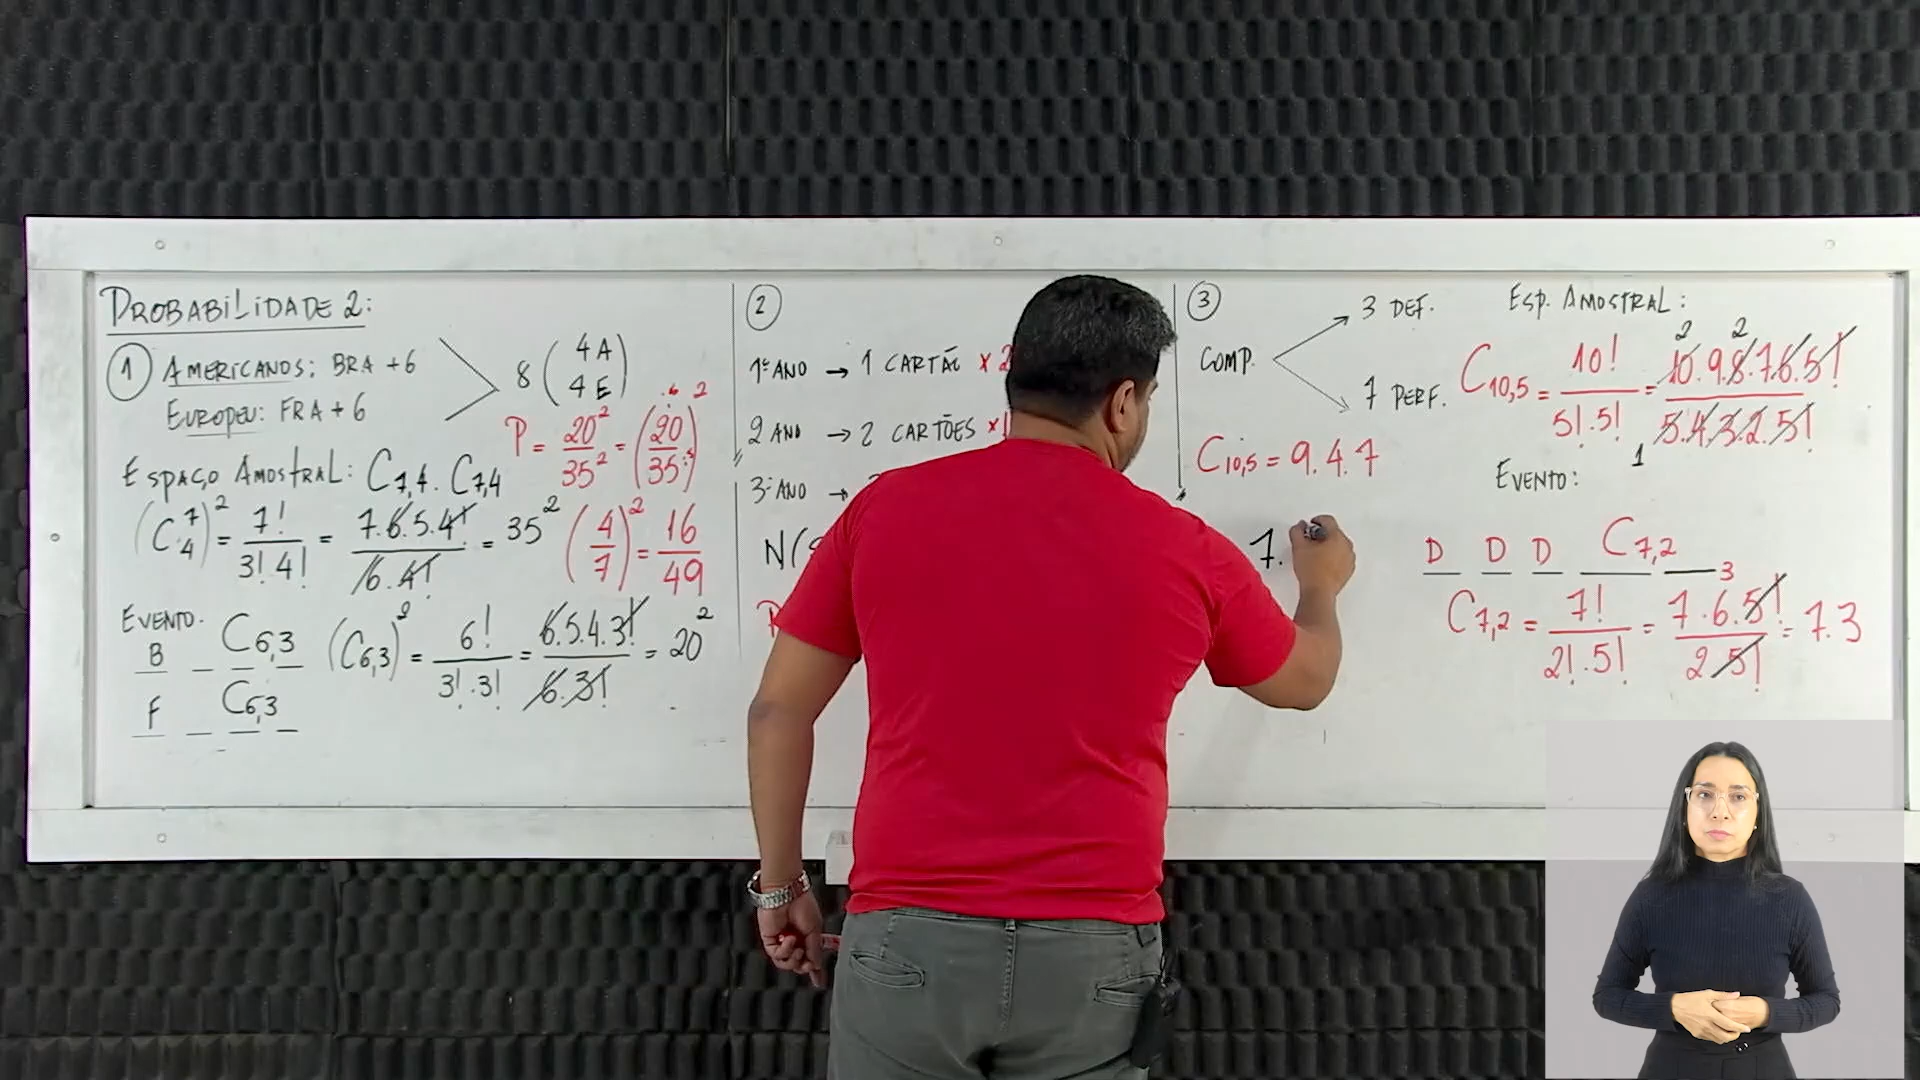 PROBABILIDADE 2:
1 AMERICANOS: BRA + 6
EUROPEU: FRA + 6
8 ( 4 A
4 E )
P = 20² / 35² = ( 20 / 35 )²
ESPAÇO AMOSTRAL: C7,4 . C7,4
(C 7 4)² = 7! / 3! 4! = 7.6.5.4! / 6.4! = 35² ( 4 / 7 )² = 16 / 49
EVENTO.
B _ _ _ C6,3
(C6,3)² = 6! / 3!.3! = 6.5.4.3! / 6.3! = 20²
F _ _ _ C6,3
2
1º ANO → 1 CARTÃO × 2
2 ANO → 2 CARTÕES ×
3º ANO →
N(
P
3
COMP.
3 DEF.
7 PERF.
C10,5 = 9.4.7
7.
ESP. AMOSTRAL:
C10,5 = 10! / 5!.5! = 10.9.8.7.6.5! / 5.4.3.2.5!
2 2
1
EVENTO:
D D D C7,2
C7,2 = 7! / 2!.5! = 7.6.5! / 2.5! = 7.3
3